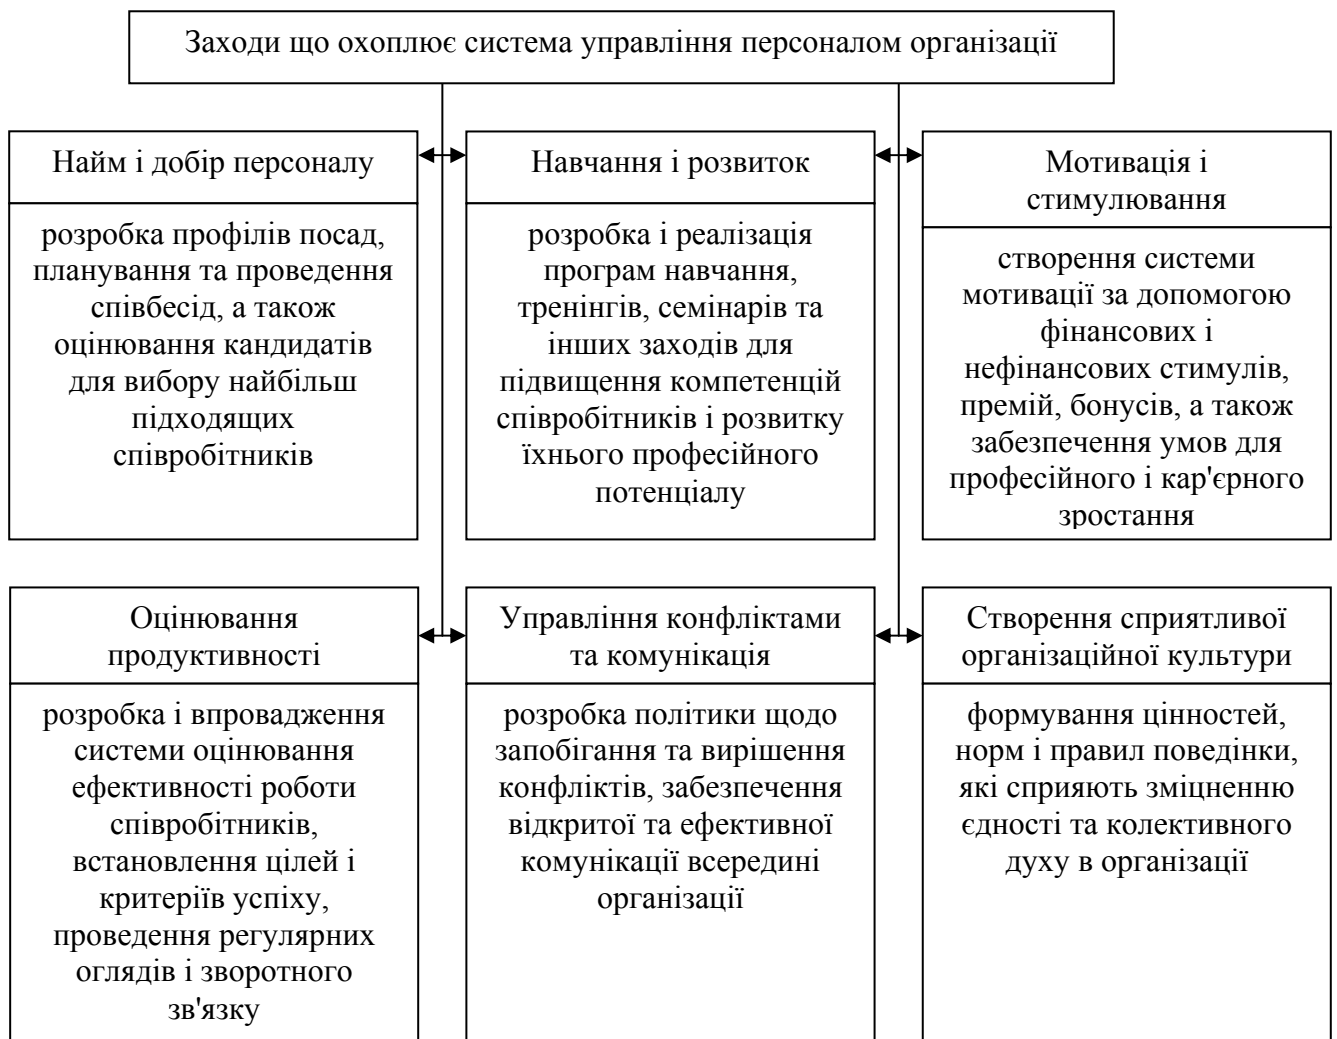 Заходи що охоплює система управління персоналом організації
Найм і добір персоналу
розробка профілів посад,
планування та проведення
співбесід, а також
оцінювання кандидатів
для вибору найбільш
підходящих
співробітників
Навчання і розвиток
розробка і реалізація
програм навчання,
тренінгів, семінарів та
інших заходів для
підвищення компетенцій
співробітників і розвитку
їхнього професійного
потенціалу
Мотивація і
стимулювання
створення системи
мотивації за допомогою
фінансових і
нефінансових стимулів,
премій, бонусів, а також
забезпечення умов для
професійного і кар'єрного
зростання
Оцінювання
продуктивності
розробка і впровадження
системи оцінювання
ефективності роботи
співробітників,
встановлення цілей і
критеріїв успіху,
проведення регулярних
оглядів і зворотного
зв'язку
Управління конфліктами
та комунікація
розробка політики щодо
запобігання та вирішення
конфліктів, забезпечення
відкритої та ефективної
комунікації всередині
організації
Створення сприятливої
організаційної культури
формування цінностей,
норм і правил поведінки,
які сприяють зміцненню
єдності та колективного
духу в організації